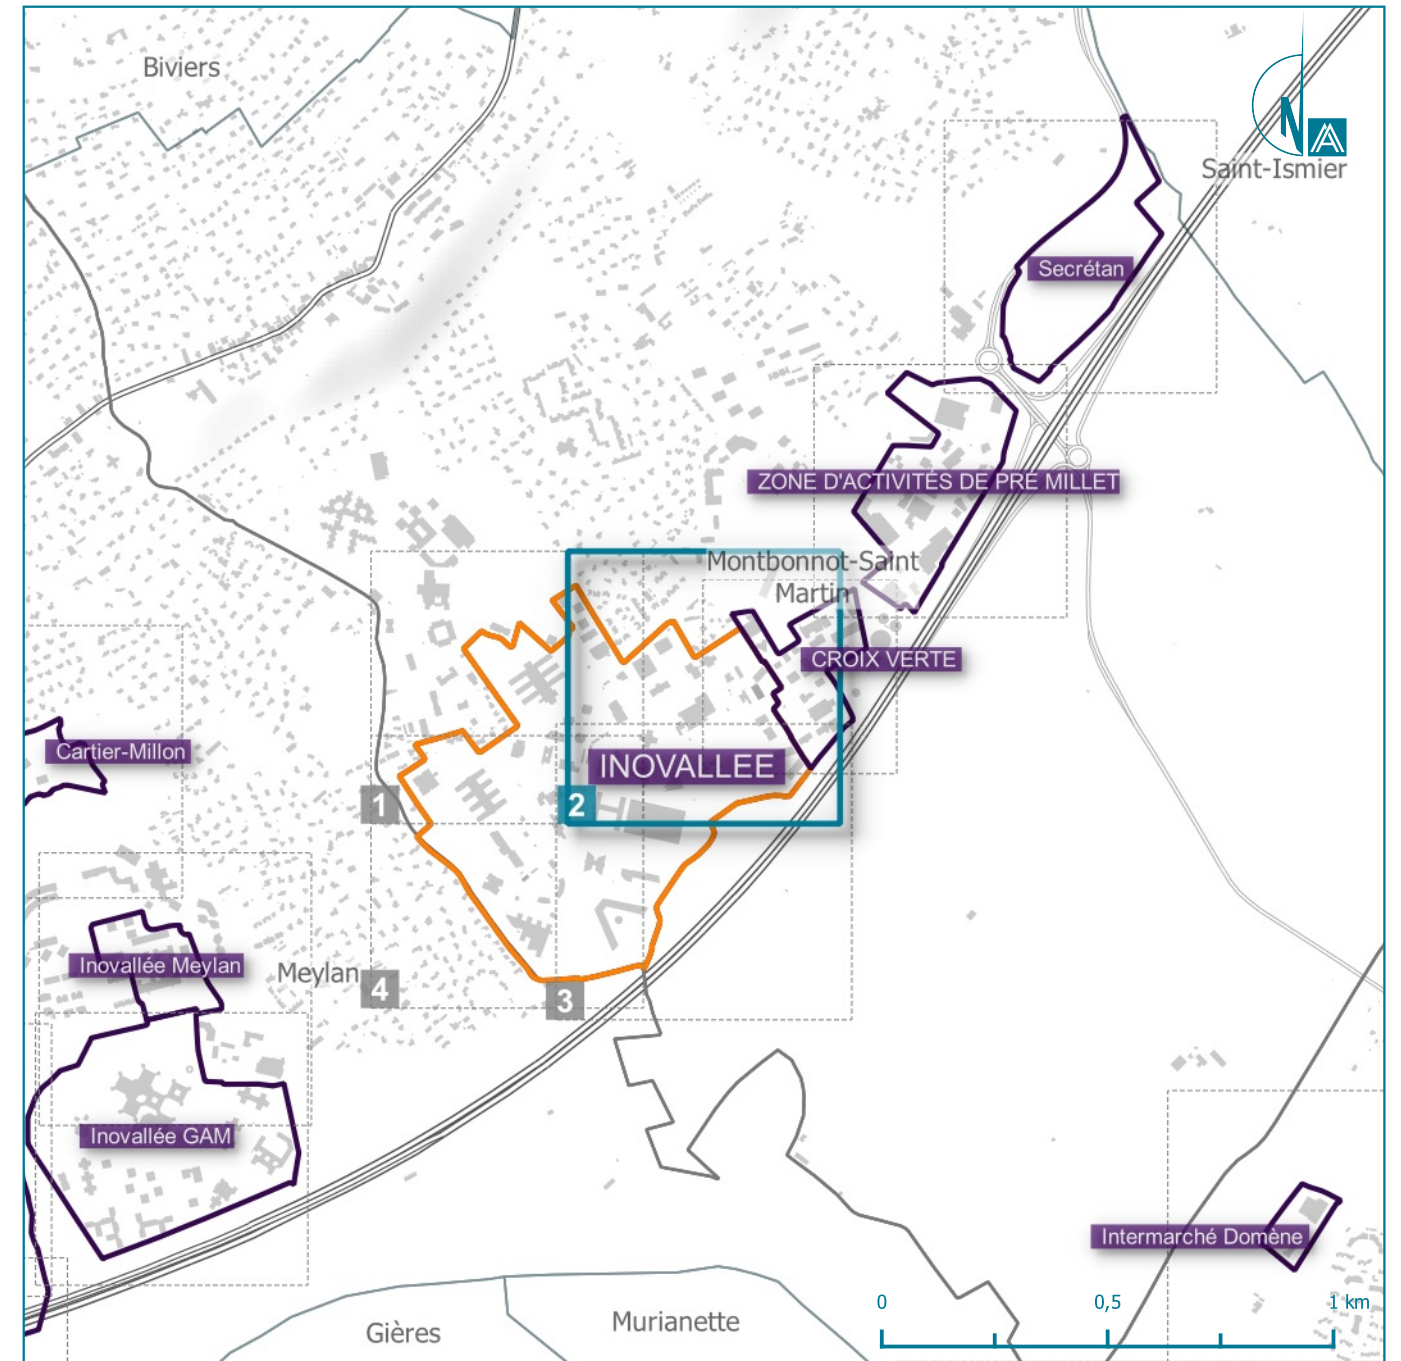 Biviers
N
Saint-Ismier
Secrétan
ZONE D'ACTIVITÉS DE PRÉ MILLET
Montbonnot-Saint
Martin
CROIX VERTE
Cartier-Millon
INOVALLEE
1
2
Inovallée Meylan
Meylan
4
3
Inovallée GAM
Intermarché Domène
0 0,5 1 km
Murianette
Gières